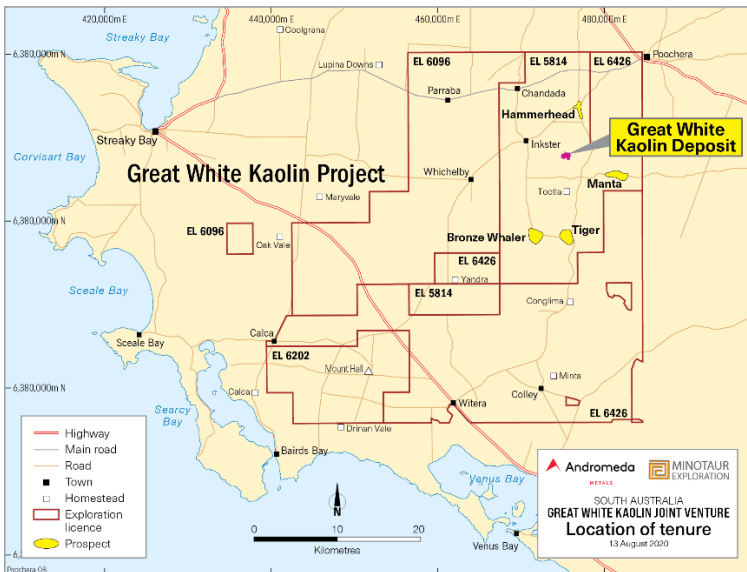 420,000m E
440,000m E
460,000m E
480,000m E
6,380,000m N
6,380,000m N
6,380,000m N
Streaky Bay
Coolgrana
Lupina Downs
EL 6096
EL 5814
EL 6426
Poochera
Parraba
Chandada
Hammerhead
Streaky Bay
Inkster
Great White
Kaolin Deposit
Corvisart Bay
Great White Kaolin Project
Whichelby
Manta
Maryvale
Tootla
EL 6096
Oak Vale
Bronze Whaler
Tiger
EL 6426
Yandra
Sceale Bay
EL 5814
Conglima
Calca
Sceale Bay
EL 6202
Mount Hall
Minta
Calca
Colley
Searcy
Bay
Witera
EL 6426
Drinan Vale
Bairds Bay
Venus Bay
Venus Bay
Highway
Main road
Road
Town
Homestead
Exploration
licence
Prospect
N
0
10
20
Kilometres
Andromeda
METALS
MINOTAUR
EXPLORATION
SOUTH AUSTRALIA
GREAT WHITE KAOLIN JOINT VENTURE
Location of tenure
13 August 2020